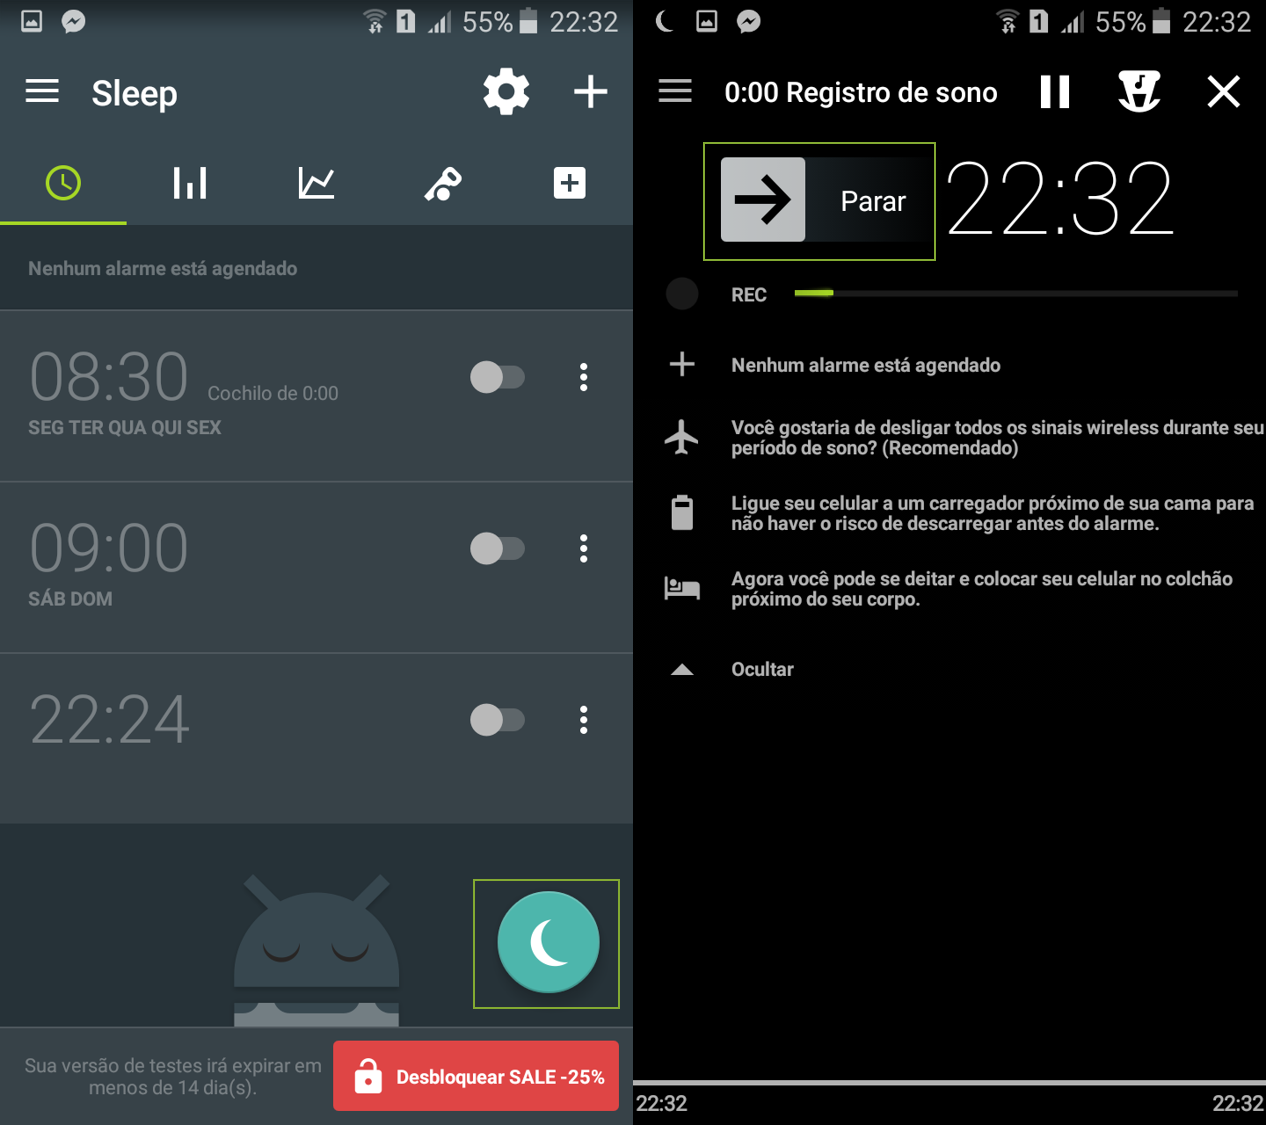 55% 22:32
Sleep
Nenhum alarme está agendado
08:30 Cochilo de 0:00
SEG TER QUA QUI SEX
09:00
SÁB DOM
22:24
Sua versão de testes irá expirar em
menos de 14 dia(s).
Desbloquear SALE -25%
1 55% 22:32
0:00 Registro de sono
Parar 22:32
REC
Nenhum alarme está agendado
Você gostaria de desligar todos os sinais wireless durante seu
período de sono? (Recomendado)
Ligue seu celular a um carregador próximo de sua cama para
não haver o risco de descarregar antes do alarme.
Agora você pode se deitar e colocar seu celular no colchão
próximo do seu corpo.
Ocultar
22:32 22:32